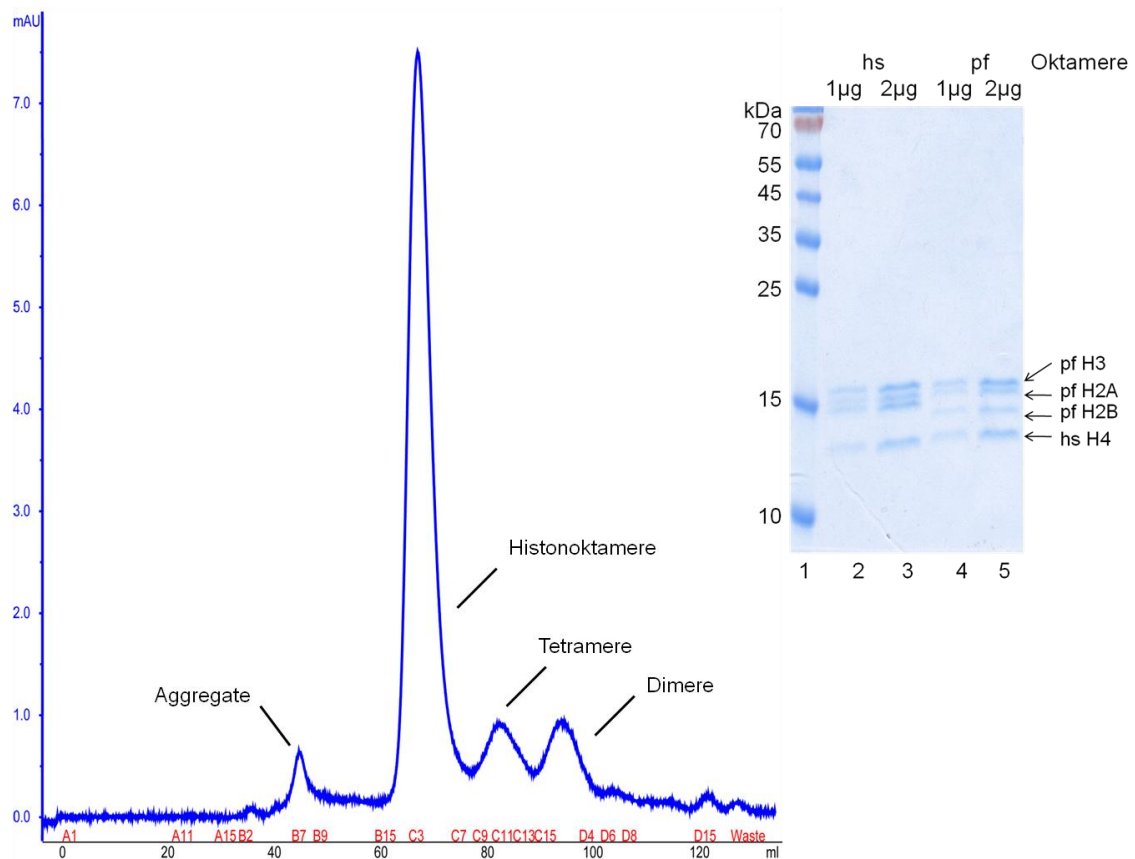 mAU
7.0
6.0
5.0
4.0
3.0
2.0
1.0
0.0
Aggregate
Histonoktamere
Tetramere
Dimere
A1 A11 A15 B2 B7 B9 B15 C3 C7 C9 C11 C13 C15 D4 D6 D8 D15 Waste
0 20 40 60 80 100 120 ml
hs pf Oktamere
1µg 2µg 1µg 2µg
kDa
70
55
45
35
25
15
10
pf H3
pf H2A
pf H2B
hs H4
1 2 3 4 5